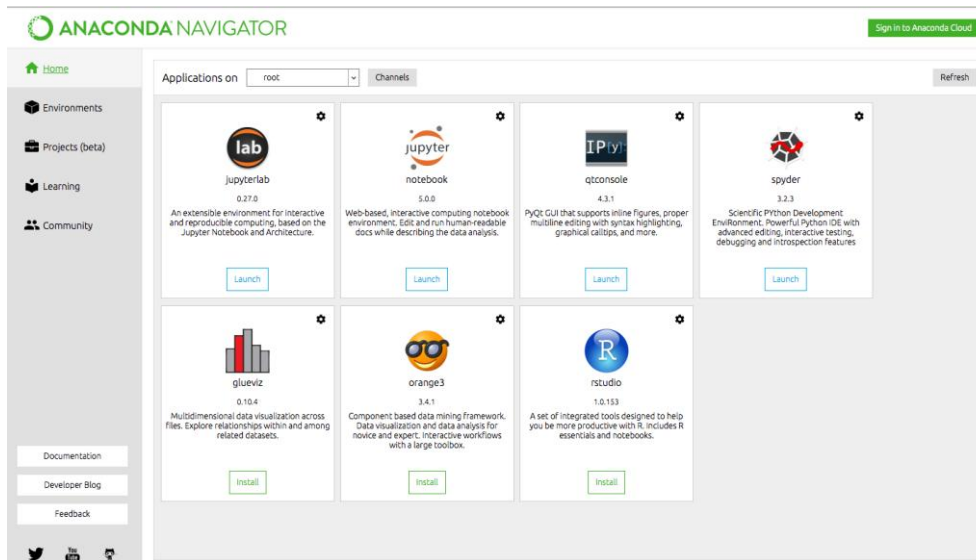 ANACONDA NAVIGATOR
Sign in to Anaconda Cloud
Home
Environments
Projects (beta)
Learning
Community
Documentation
Developer Blog
Feedback
You
Tube
Applications on
root
Channels
Refresh
lab
jupyterlab
0.27.0
An extensible environment for interactive
and reproducible computing, based on the
Jupyter Notebook and Architecture.
Launch
jupyter
notebook
5.0.0
Web-based, interactive computing notebook
environment. Edit and run human-readable
docs while describing the data analysis.
Launch
IP[y]:
qtconsole
4.3.1
PyQt GUI that supports inline figures, proper
multiline editing with syntax highlighting,
graphical calltips, and more.
Launch
spyder
3.2.3
Scientific PYthon Development
EnviRonment. Powerful Python IDE with
advanced editing, interactive testing,
debugging and introspection features
Launch
glueviz
0.10.4
Multidimensional data visualization across
files. Explore relationships within and among
related datasets.
Install
orange3
3.4.1
Component based data mining framework.
Data visualization and data analysis for
novice and expert. Interactive workflows
with a large toolbox.
Install
R
rstudio
1.0.153
A set of integrated tools designed to help
you be more productive with R. Includes R
essentials and notebooks.
Install